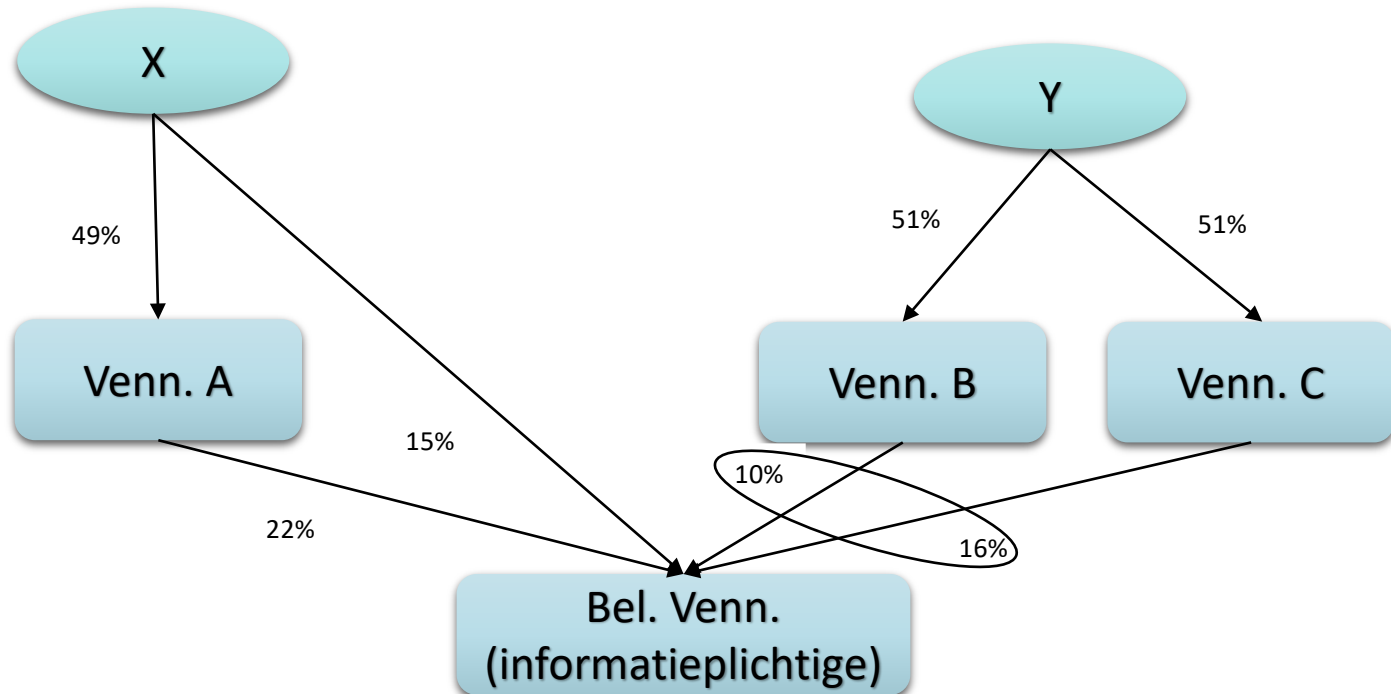 X
Y
49%
51%
51%
Venn. A
Venn. B
Venn. C
15%
10%
22%
16%
Bel. Venn.
(informatieplichtige)